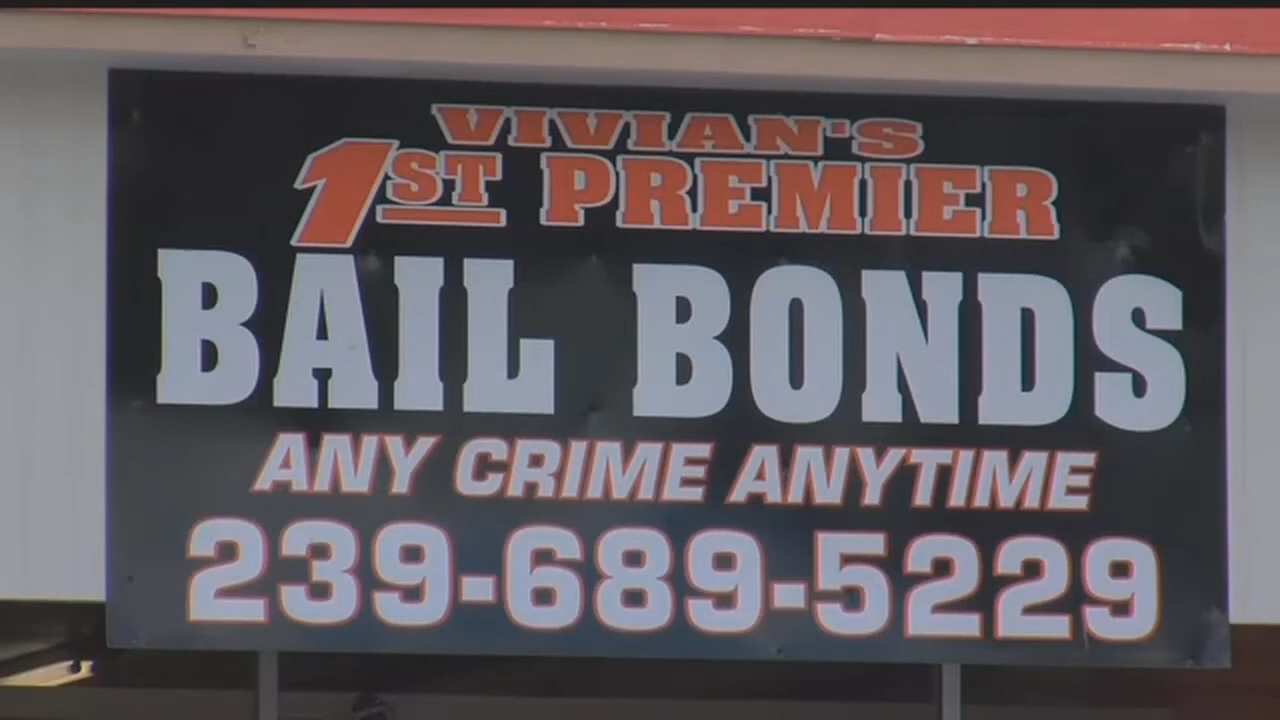 VIVIAN'S
1ST PREMIER
BAIL BONDS
ANY CRIME ANYTIME
239-689-5229